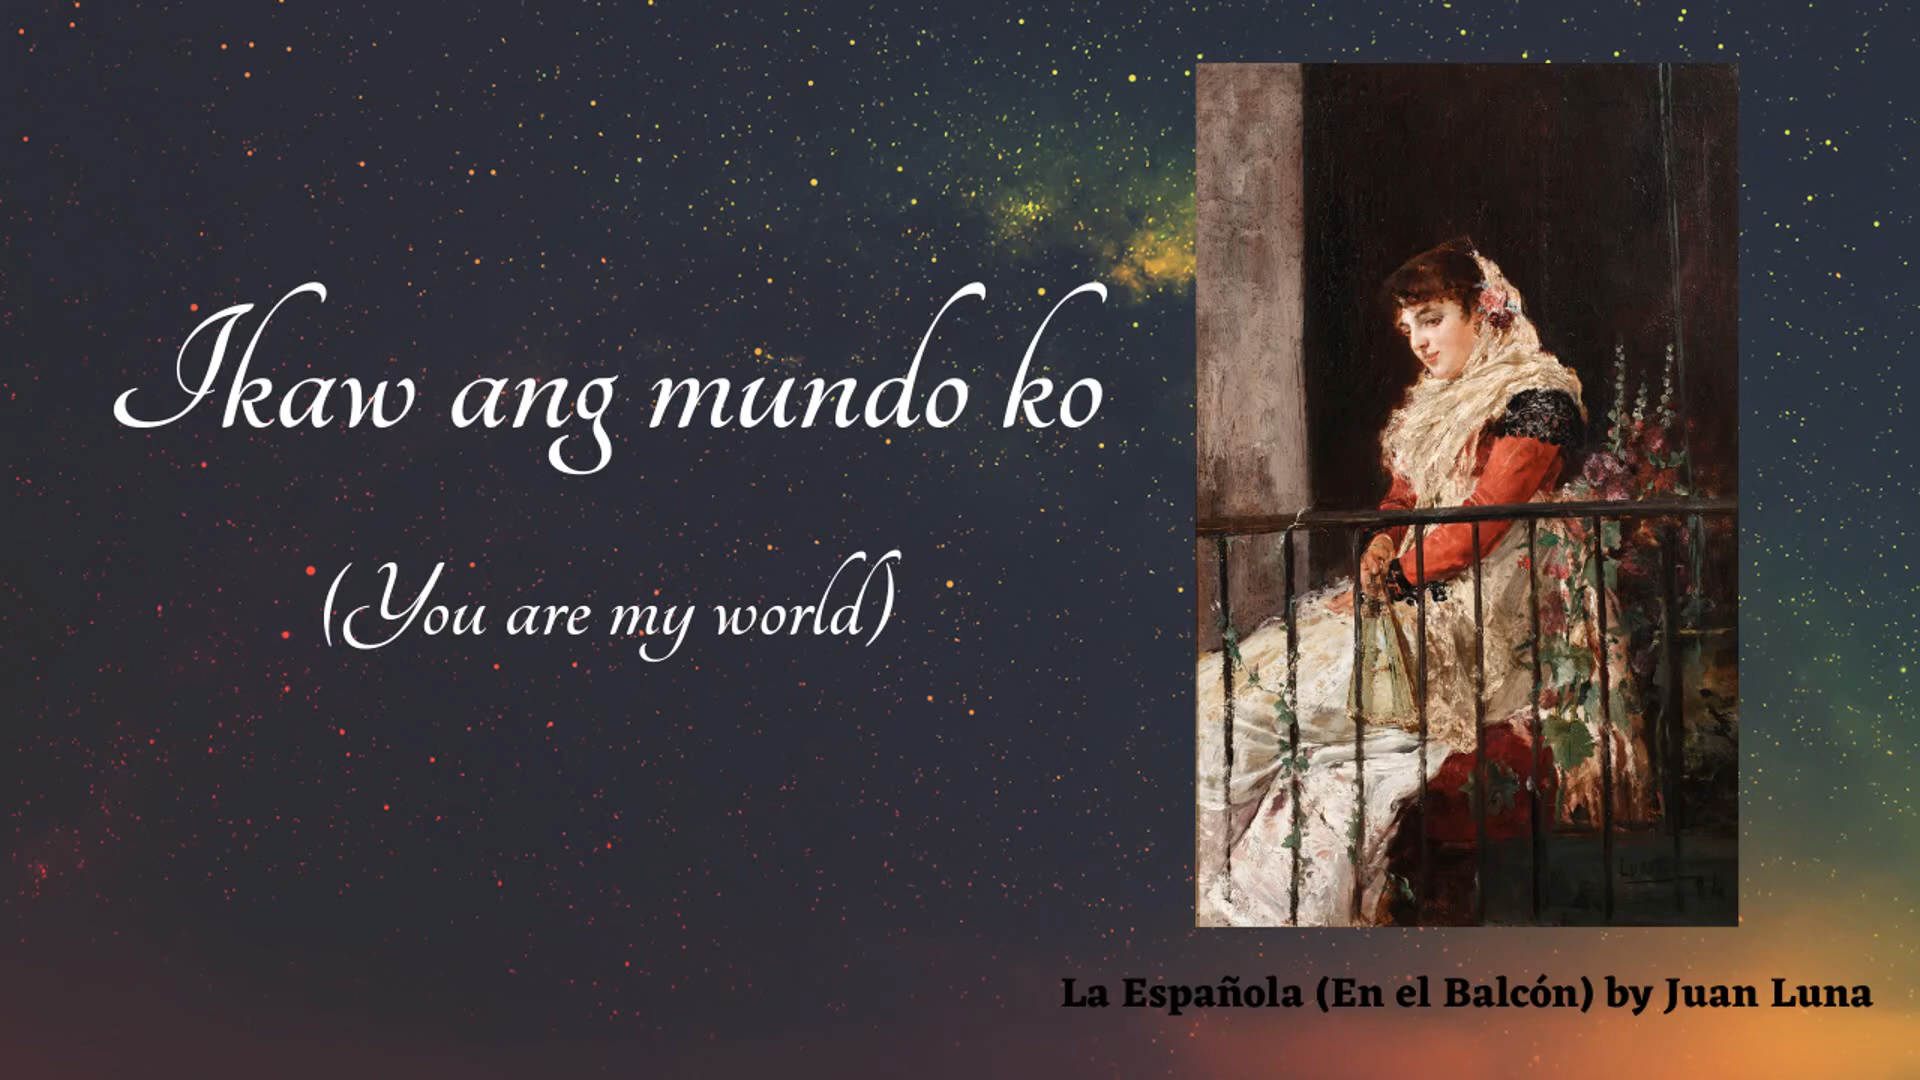 Ikaw ang mundo ko
(You are my world)
La Española (En el Balcón) by Juan Luna